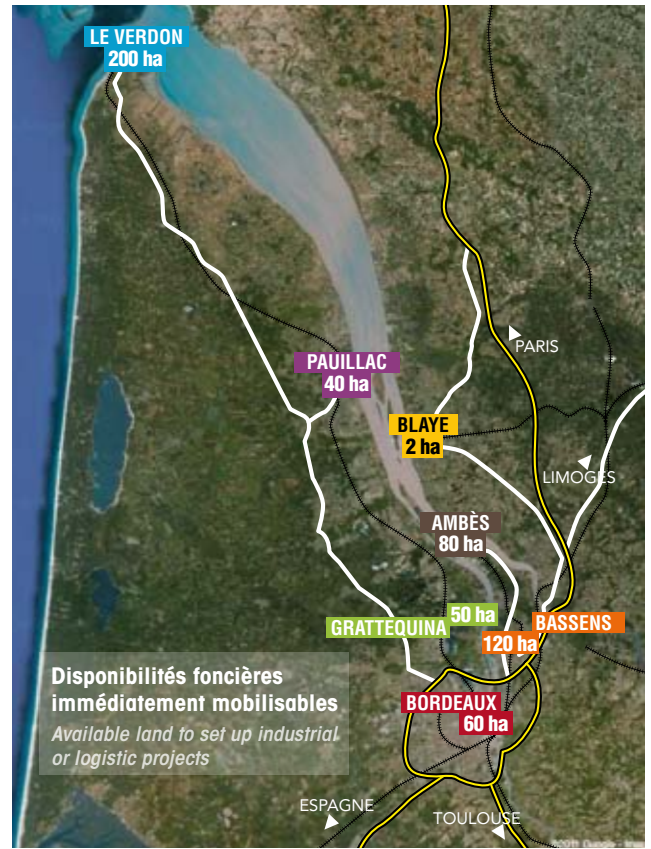 LE VERDON
200 ha
PARIS
PAUILLAC
40 ha
BLAYE
2 ha
LIMOGES
AMBÈS
80 ha
50 ha
GRATTEQUINA
BASSENS
120 ha
Disponibilités foncières
immédiatement mobilisables
Available land to set up industrial
or logistic projects
BORDEAUX
60 ha
ESPAGNE
TOULOUSE
©2011 Google